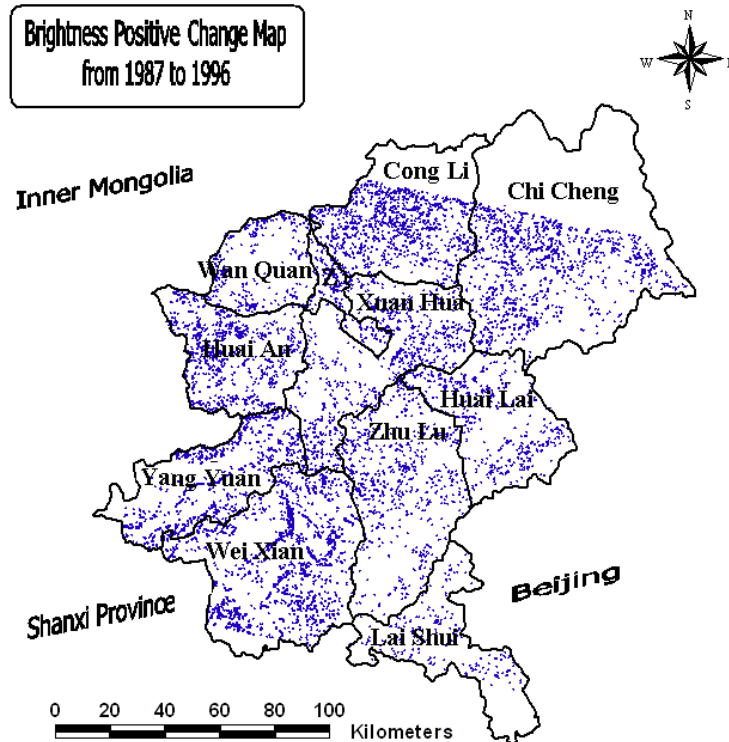 Brightness Positive Change Map
from 1987 to 1996
N
W
S
Inner Mongolia
Cong Li
Chi Cheng
Wan Quan
Xuan Hua
Huai An
Huai Lai
Zhu Lu
Yang Yuan
Wei Xian
Shanxi Province
Beijing
Lai Shui
0 20 40 60 80 100
Kilometers